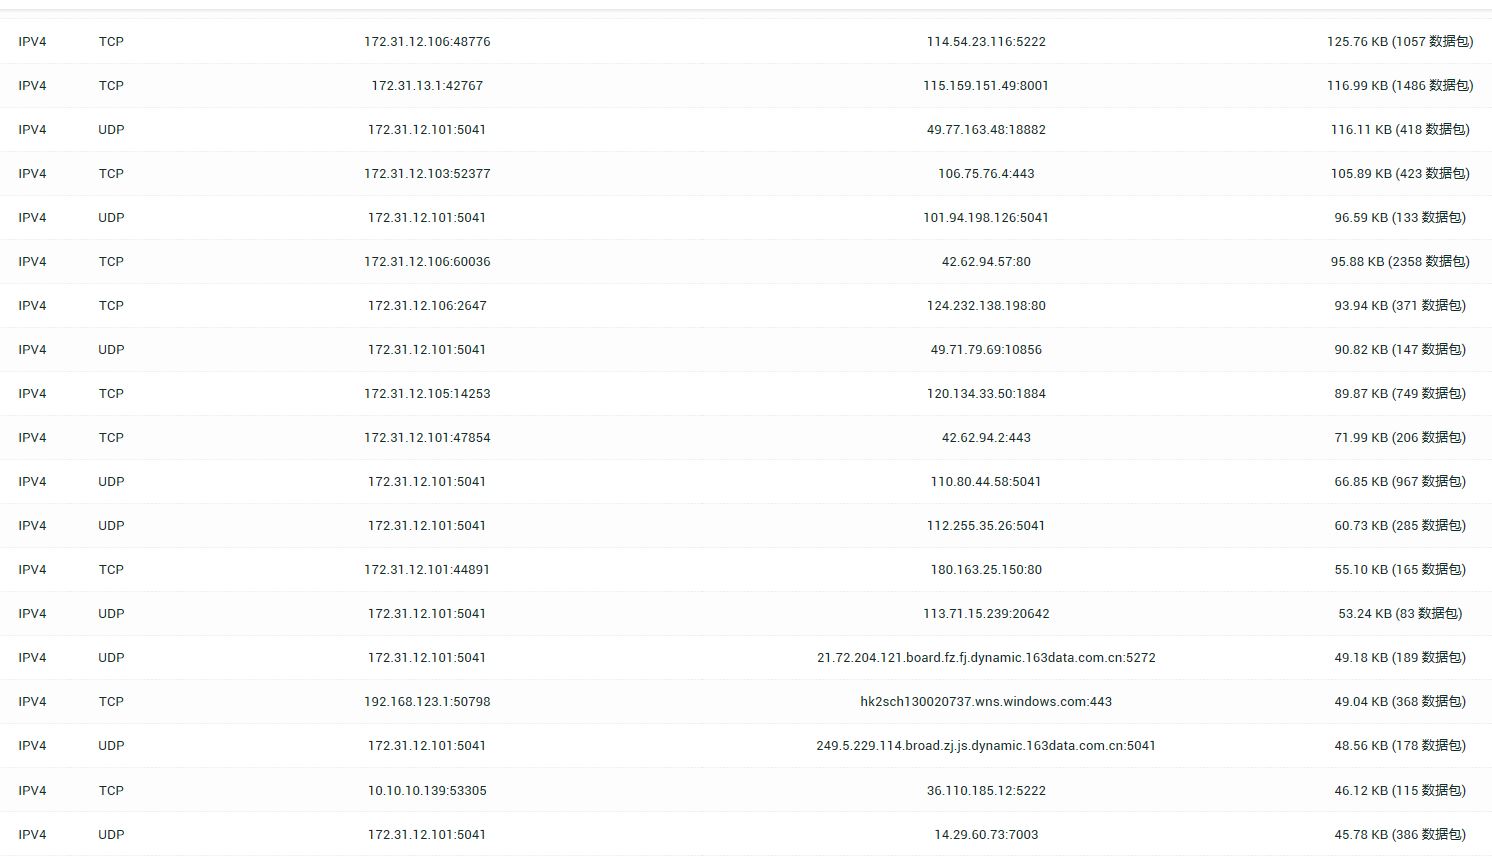 IPV4 TCP 172.31.12.106:48776 114.54.23.116:5222 125.76 KB (1057 数据包)
IPV4 TCP 172.31.13.1:42767 115.159.151.49:8001 116.99 KB (1486 数据包)
IPV4 UDP 172.31.12.101:5041 49.77.163.48:18882 116.11 KB (418 数据包)
IPV4 TCP 172.31.12.103:52377 106.75.76.4:443 105.89 KB (423 数据包)
IPV4 UDP 172.31.12.101:5041 101.94.198.126:5041 96.59 KB (133 数据包)
IPV4 TCP 172.31.12.106:60036 42.62.94.57:80 95.88 KB (2358 数据包)
IPV4 TCP 172.31.12.106:2647 124.232.138.198:80 93.94 KB (371 数据包)
IPV4 UDP 172.31.12.101:5041 49.71.79.69:10856 90.82 KB (147 数据包)
IPV4 TCP 172.31.12.105:14253 120.134.33.50:1884 89.87 KB (749 数据包)
IPV4 TCP 172.31.12.101:47854 42.62.94.2:443 71.99 KB (206 数据包)
IPV4 UDP 172.31.12.101:5041 110.80.44.58:5041 66.85 KB (967 数据包)
IPV4 UDP 172.31.12.101:5041 112.255.35.26:5041 60.73 KB (285 数据包)
IPV4 TCP 172.31.12.101:44891 180.163.25.150:80 55.10 KB (165 数据包)
IPV4 UDP 172.31.12.101:5041 113.71.15.239:20642 53.24 KB (83 数据包)
IPV4 UDP 172.31.12.101:5041 21.72.204.121.board.fz.fj.dynamic.163data.com.cn:5272 49.18 KB (189 数据包)
IPV4 TCP 192.168.123.1:50798 hk2sch130020737.wns.windows.com:443 49.04 KB (368 数据包)
IPV4 UDP 172.31.12.101:5041 249.5.229.114.broad.zj.js.dynamic.163data.com.cn:5041 48.56 KB (178 数据包)
IPV4 TCP 10.10.10.139:53305 36.110.185.12:5222 46.12 KB (115 数据包)
IPV4 UDP 172.31.12.101:5041 14.29.60.73:7003 45.78 KB (386 数据包)